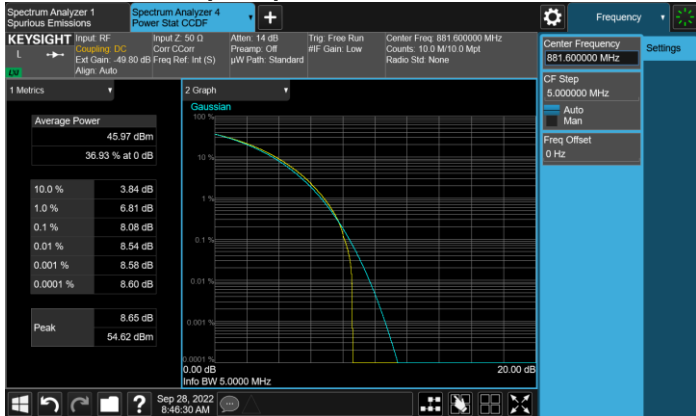 Spectrum Analyzer 1
Spurious Emissions
Spectrum Analyzer 4
Power Stat CCDF
Frequency
KEYSIGHT
L
LXI
Input: RF
Coupling: DC
Ext Gain: -49.80 dB
Align: Auto
Input Z: 50 Ω
Corr CCorr
Freq Ref: Int (S)
Atten: 14 dB
Preamp: Off
µW Path: Standard
Trig: Free Run
#IF Gain: Low
Center Freq: 881.600000 MHz
Counts: 10.0 M/10.0 Mpt
Radio Std: None
Center Frequency
881.600000 MHz
Settings
CF Step
5.000000 MHz
Auto
Man
Freq Offset
0 Hz
1 Metrics
Average Power
45.97 dBm
36.93 % at 0 dB
10.0 % 3.84 dB
1.0 % 6.81 dB
0.1 % 8.08 dB
0.01 % 8.54 dB
0.001 % 8.58 dB
0.0001 % 8.60 dB
Peak
8.65 dB
54.62 dBm
2 Graph
Gaussian
100 %
10 %
1 %
0.1 %
0.01 %
0.001 %
0.0001 %
0.00 dB
20.00 dB
Info BW 5.0000 MHz
?
Sep 28, 2022
8:46:30 AM